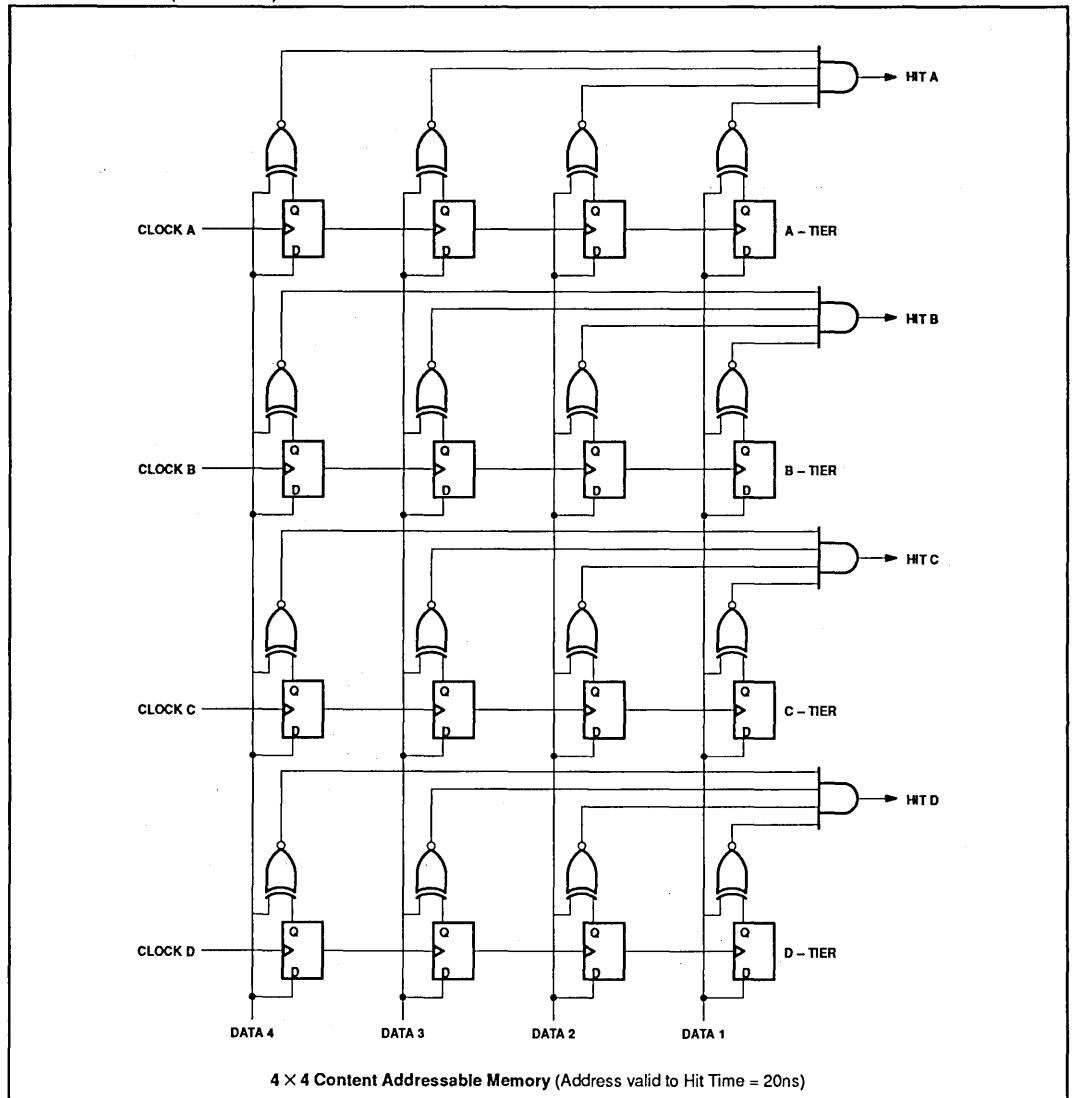 HIT A
Q Q Q Q
CLOCK A A – TIER
D D D D
HIT B
Q Q Q Q
CLOCK B B – TIER
D D D D
HIT C
Q Q Q Q
CLOCK C C – TIER
D D D D
HIT D
Q Q Q Q
CLOCK D D – TIER
D D D D
DATA 4 DATA 3 DATA 2 DATA 1
4 × 4 Content Addressable Memory (Address valid to Hit Time = 20ns)